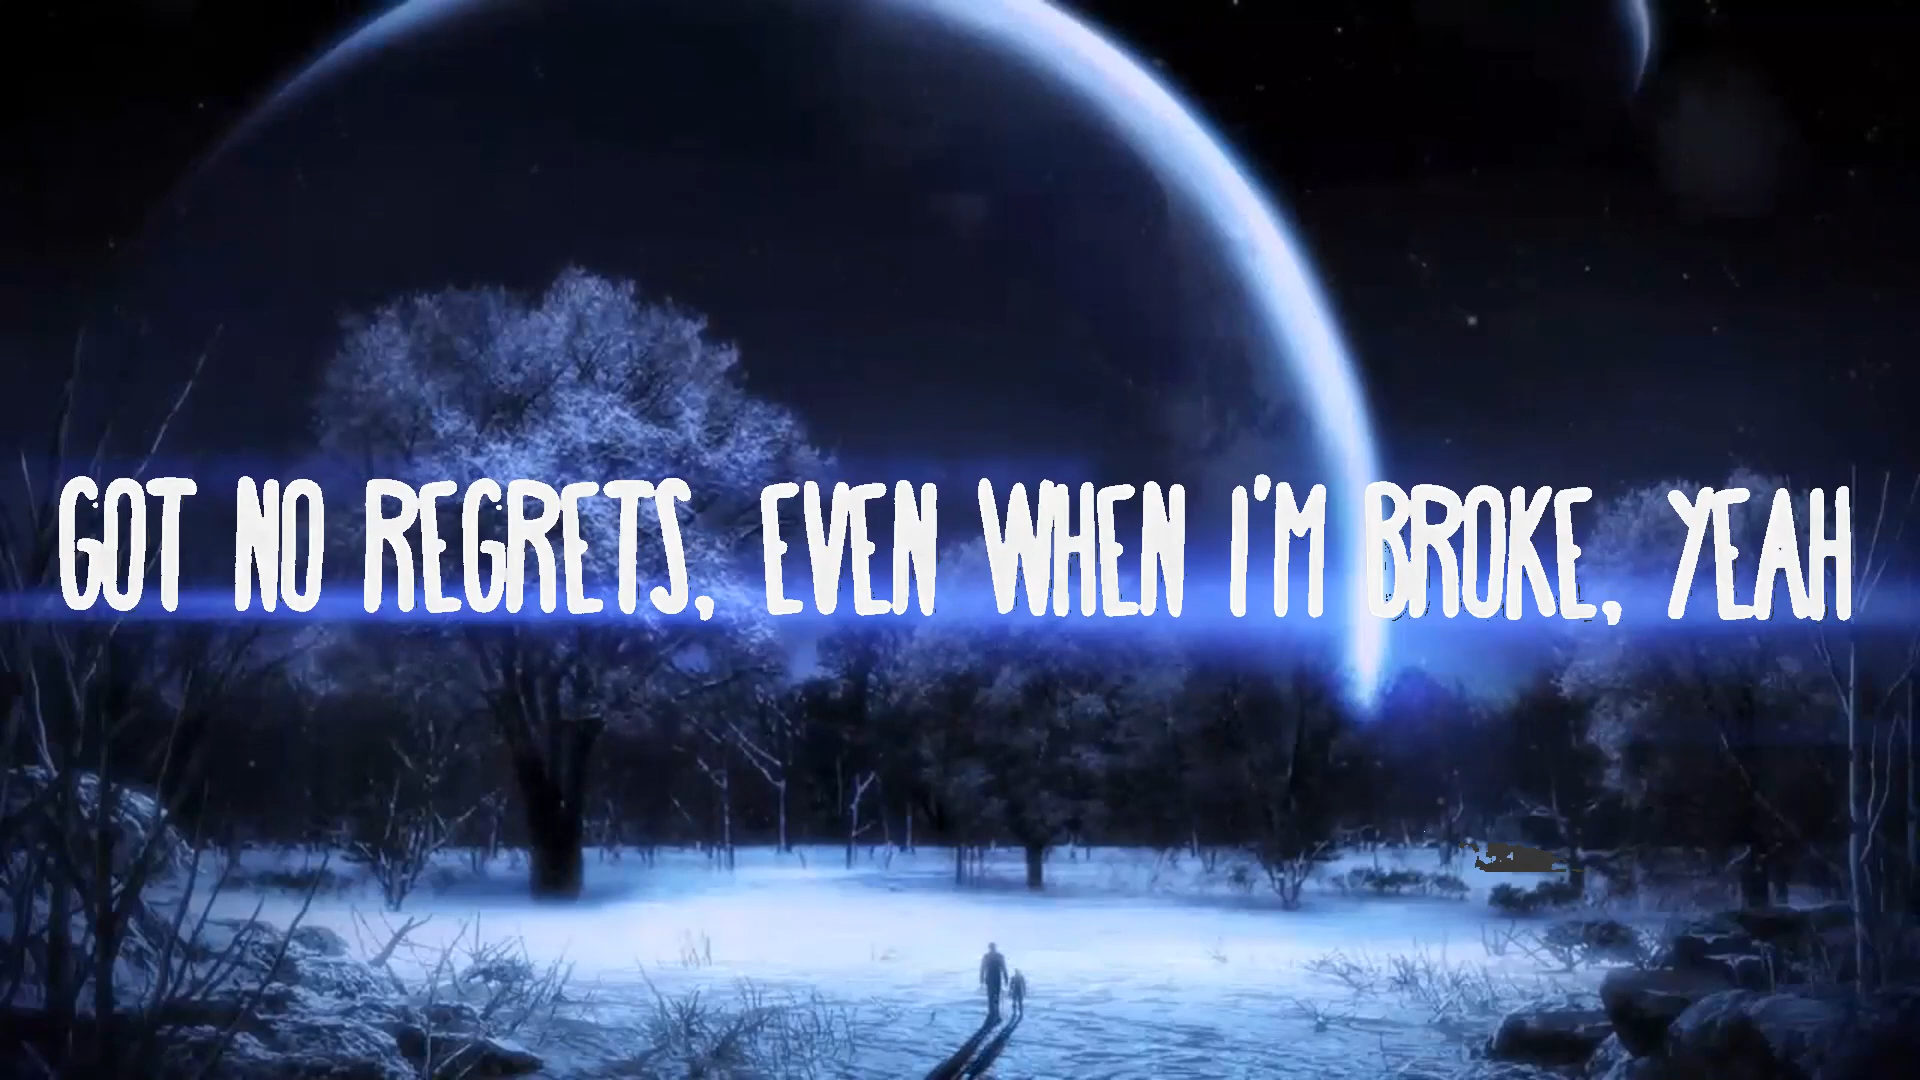 GOT NO REGRETS, EVEN WHEN I'M BROKE, YEAH